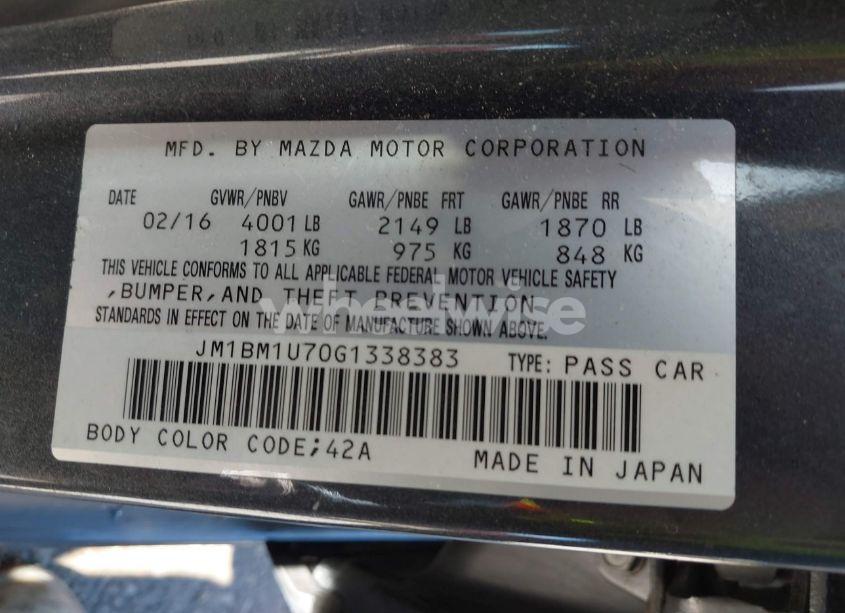 MFD. BY MAZDA MOTOR CORPORATION
DATE GVWR/PNBV GAWR/PNBE FRT GAWR/PNBE RR
02/16 4001 LB 2149 LB 1870 LB
1815 KG 975 KG 848 KG
THIS VEHICLE CONFORMS TO ALL APPLICABLE FEDERAL MOTOR VEHICLE SAFETY
,BUMPER,AND THEFT PREVENTION
STANDARDS IN EFFECT ON THE DATE OF MANUFACTURE SHOWN ABOVE.
wheelwise
JM1BM1U70G1338383 TYPE: PASS CAR
BODY COLOR CODE;42A
MADE IN JAPAN